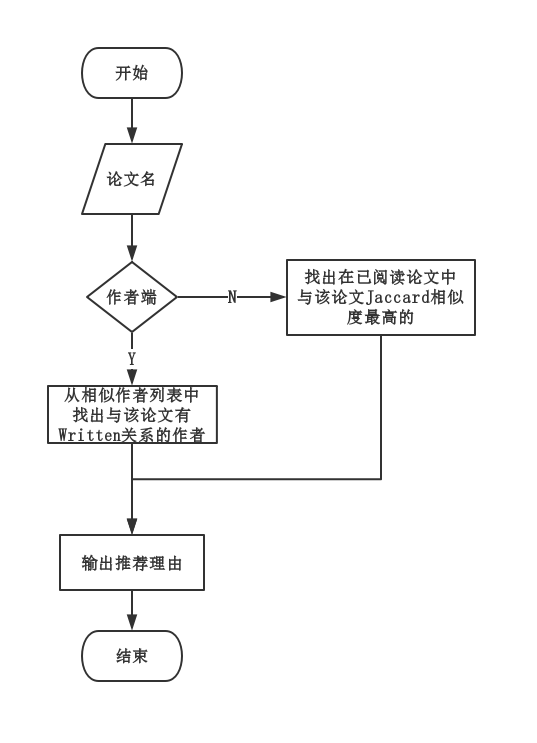 开始
论文名
作者端
N
找出在已阅读论文中
与该论文Jaccard相似
度最高的
Y
从相似作者列表中
找出与该论文有
Written关系的作者
输出推荐理由
结束